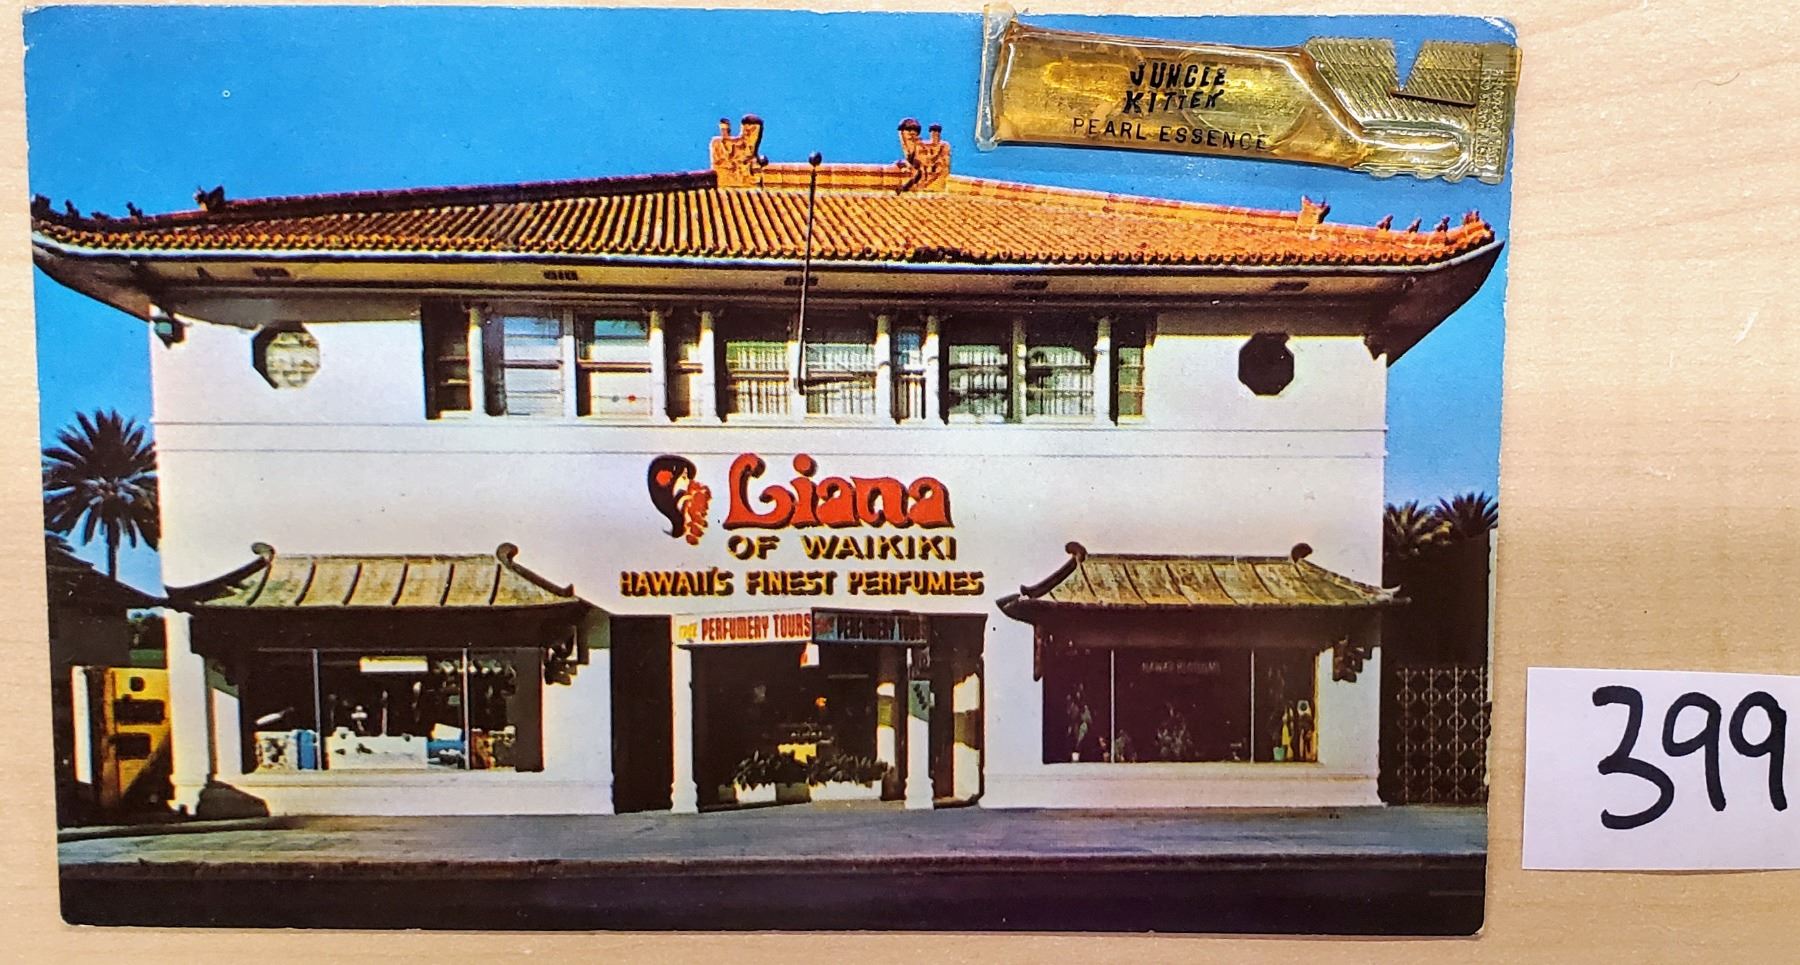 JUNGLE
KITTEN
PEARL ESSENCE
Liana
OF WAIKIKI
HAWAII'S FINEST PERFUMES
FREE PERFUMERY TOURS
PERFUMERY TOURS
399